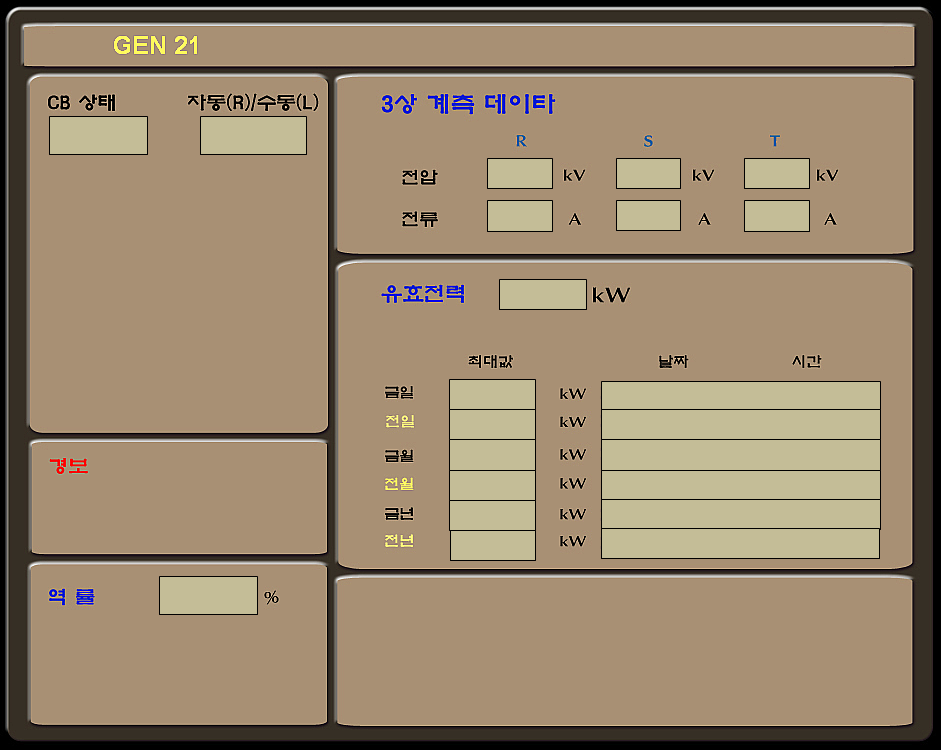 GEN 21
CB 상태 자동(R)/수동(L)
3상 계측 데이타
R S T
전압 kV kV kV
전류 A A A
유효전력 kW
최대값 날짜 시간
금일 kW
전일 kW
금월 kW
전월 kW
금년 kW
전년 kW
경보
역 률 %